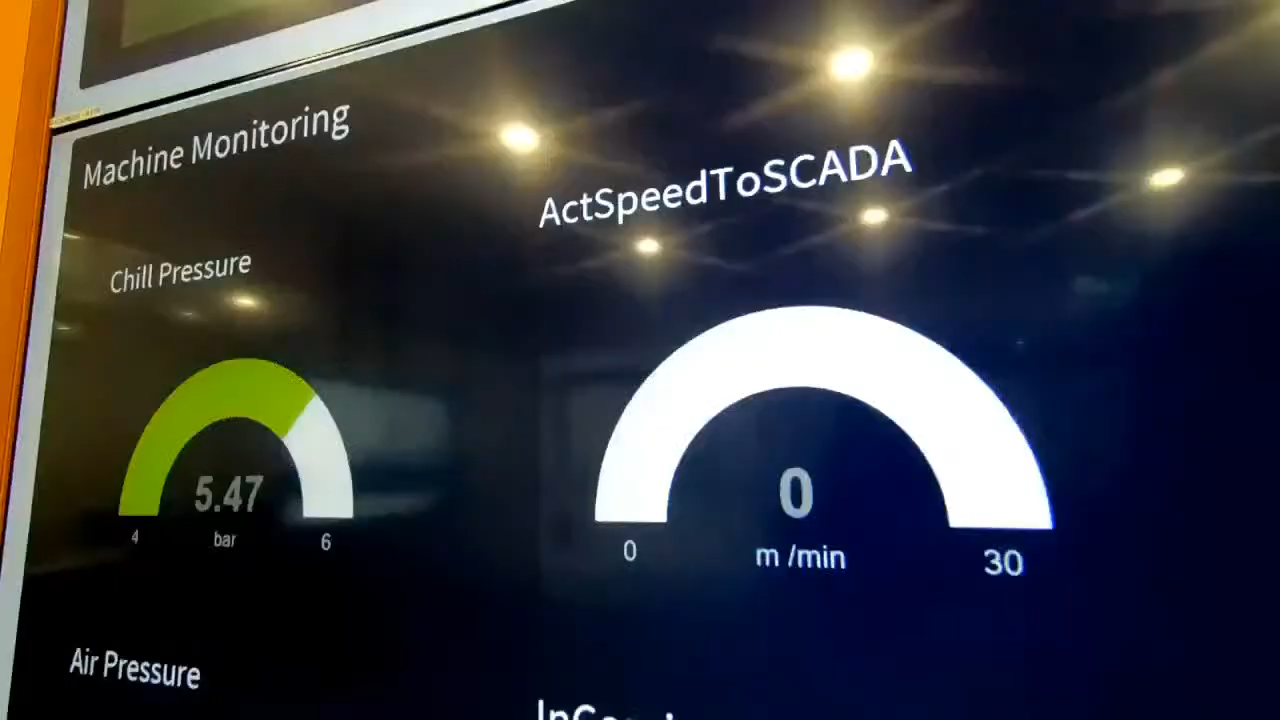 Machine Monitoring
ActSpeedToSCADA
Chill Pressure
5.47
4
bar
6
0
0
m /min
30
Air Pressure